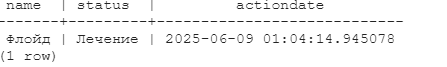 name | status | actiondate
-------+---------+----------------------------
Флойд | Лечение | 2025-06-09 01:04:14.945078
(1 row)